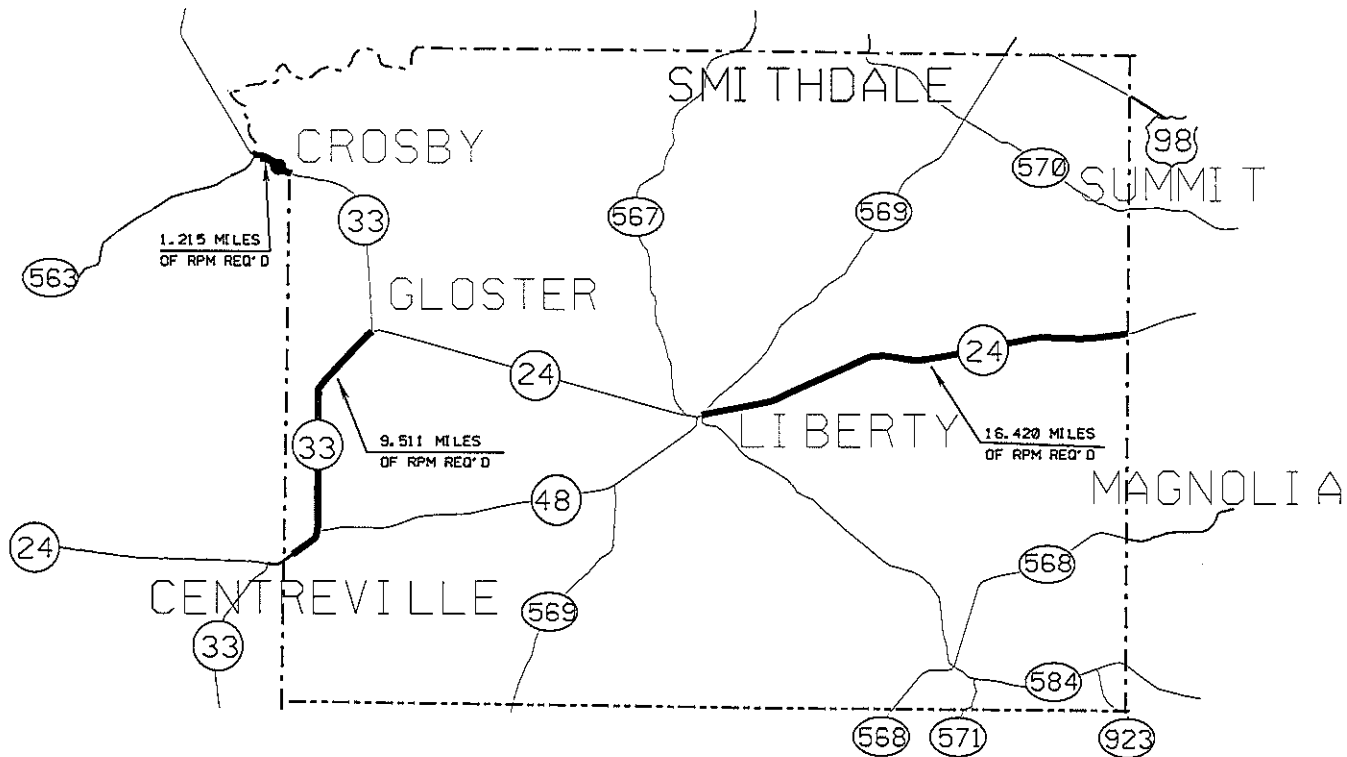 SMITHDALE
98
CROSBY
570
SUMMIT
33
567
569
1.215 MILES
OF RPM REQ'D
563
GLOSTER
24
24
33
9.511 MILES
OF RPM REQ'D
LIBERTY
16.420 MILES
OF RPM REQ'D
MAGNOLIA
48
24
568
CENTREVILLE
569
33
584
568
571
923